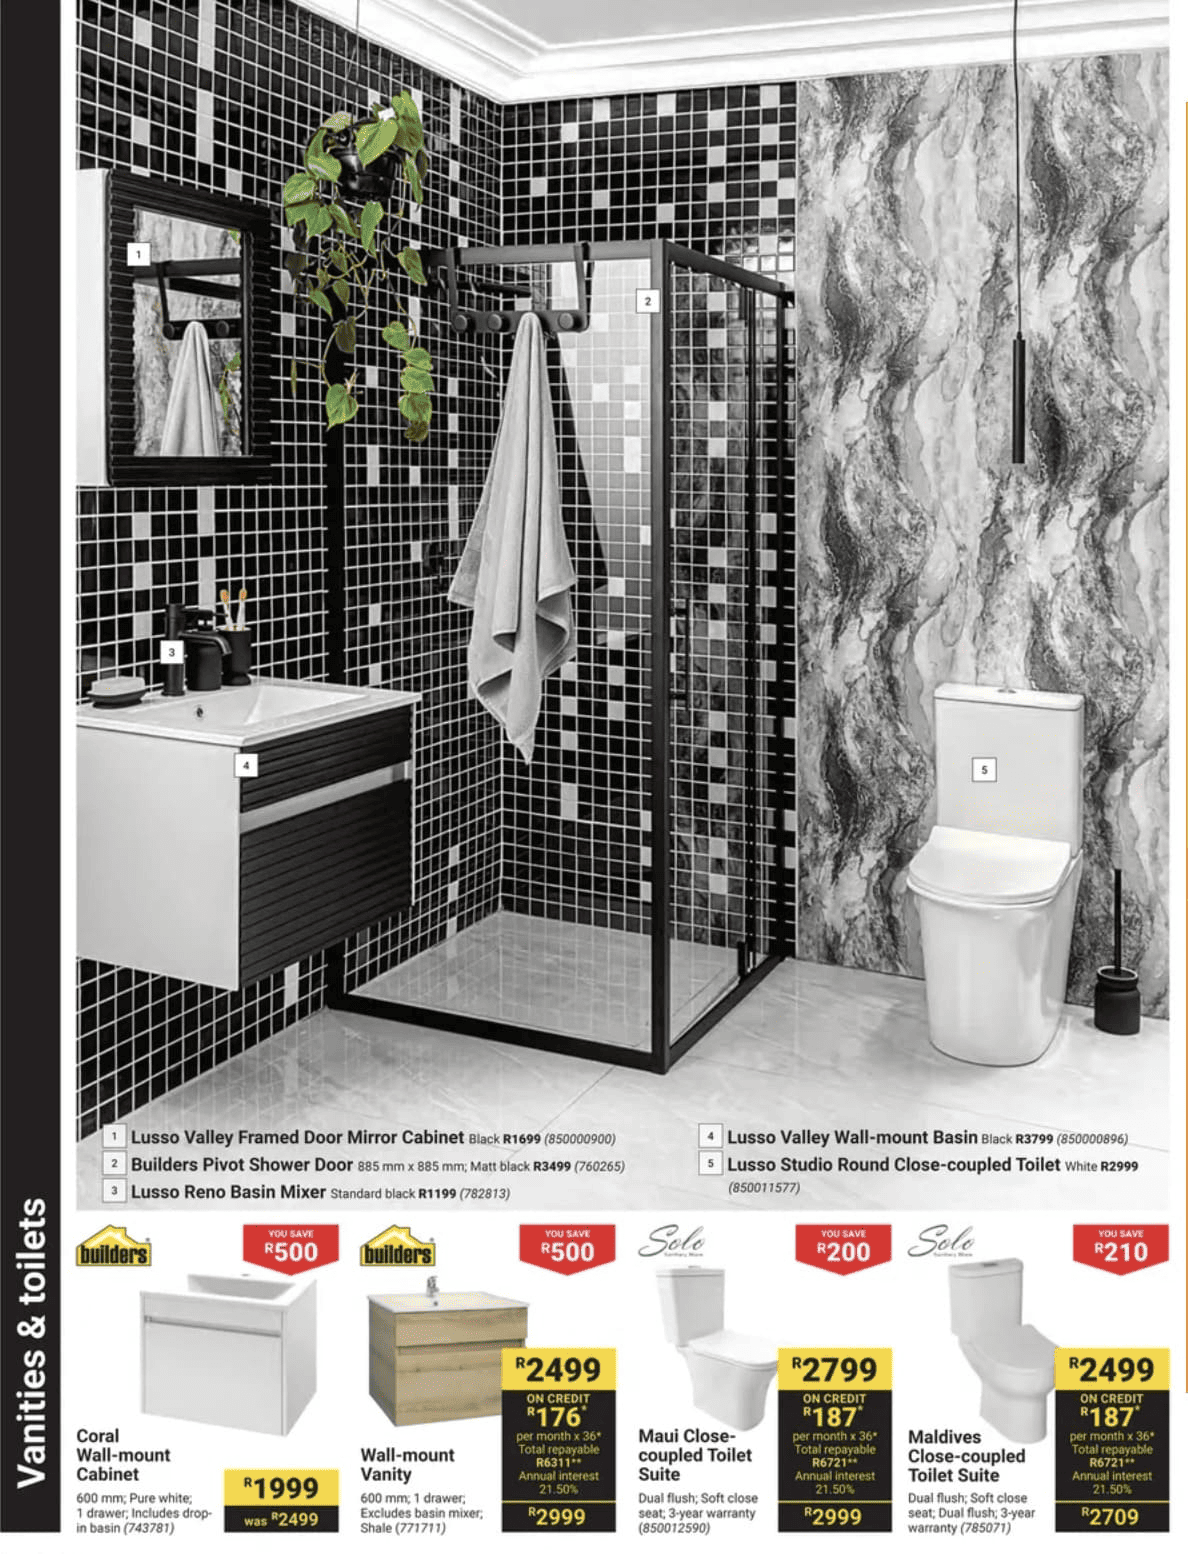 1
2
3
4
5
1 Lusso Valley Framed Door Mirror Cabinet Black R1699 (850000900)
2 Builders Pivot Shower Door 885 mm x 885 mm; Matt black R3499 (760265)
3 Lusso Reno Basin Mixer Standard black R1199 (782813)
4 Lusso Valley Wall-mount Basin Black R3799 (850000896)
5 Lusso Studio Round Close-coupled Toilet White R2999
(850011577)
Vanities & toilets
builders
YOU SAVE
R500
Coral
Wall-mount
Cabinet
600 mm; Pure white;
1 drawer; Includes drop-
in basin (743781)
R1999
was R2499
builders
YOU SAVE
R500
Wall-mount
Vanity
600 mm; 1 drawer;
Excludes basin mixer;
Shale (771711)
R2499
ON CREDIT
R176*
per month x 36*
Total repayable
R6311**
Annual interest
21.50%
R2999
Solo
Sanitary Ware
YOU SAVE
R200
Maui Close-
coupled Toilet
Suite
Dual flush; Soft close
seat; 3-year warranty
(850012590)
R2799
ON CREDIT
R187*
per month x 36*
Total repayable
R6721**
Annual interest
21.50%
R2999
Solo
Sanitary Ware
YOU SAVE
R210
Maldives
Close-coupled
Toilet Suite
Dual flush; Soft close
seat; Dual flush; 3-year
warranty (785071)
R2499
ON CREDIT
R187*
per month x 36*
Total repayable
R6721**
Annual interest
21.50%
R2709